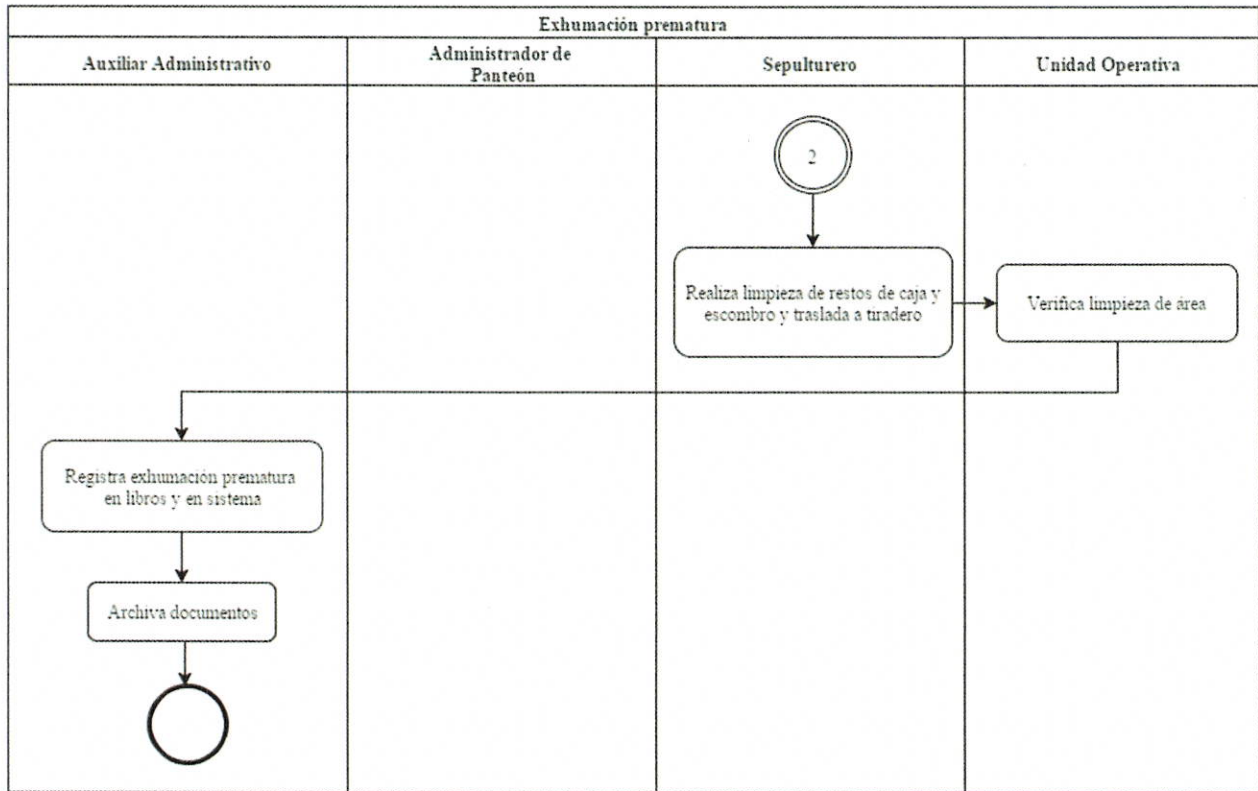 Exhumación prematura
Auxiliar Administrativo
Administrador de
Panteón
Sepulturero
Unidad Operativa
2
Realiza limpieza de restos de caja y
escombro y traslada a tiradero
Verifica limpieza de área
Registra exhumación prematura
en libros y en sistema
Archiva documentos